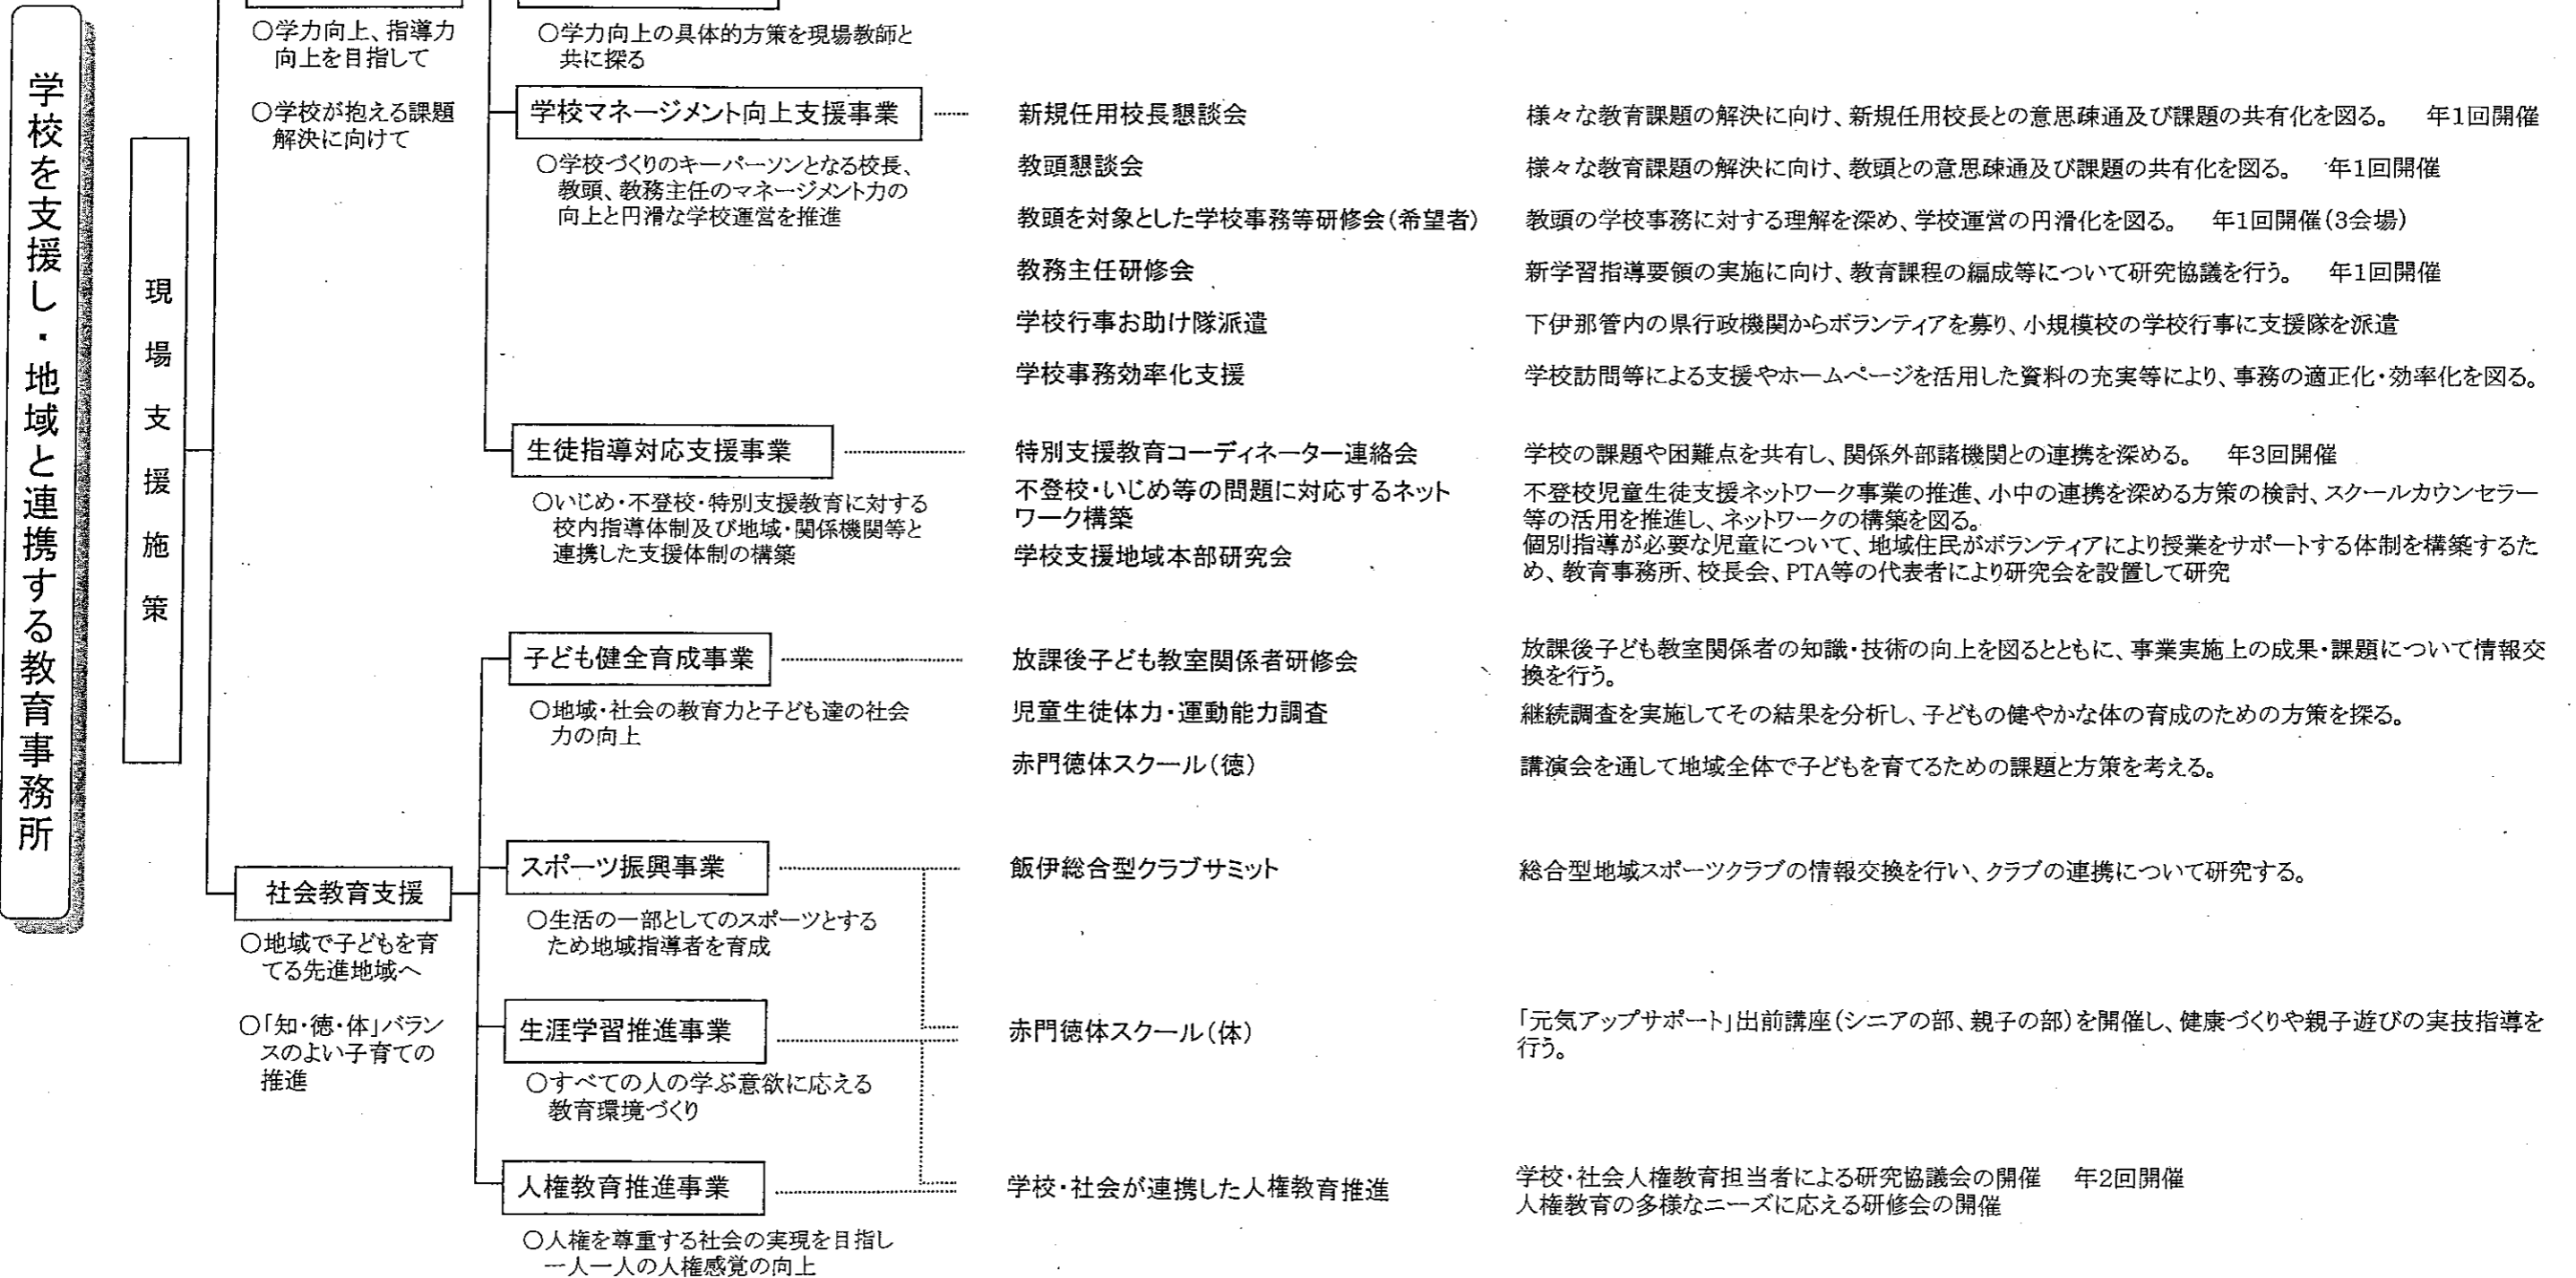 学校を支援し・地域と連携する教育事務所
現場支援施策
○学力向上、指導力
向上を目指して
○学校が抱える課題
解決に向けて
○学力向上の具体的方策を現場教師と
共に探る
学校マネージメント向上支援事業
○学校づくりのキーパーソンとなる校長、
教頭、教務主任のマネージメント力の
向上と円滑な学校運営を推進
新規任用校長懇談会
様々な教育課題の解決に向け、新規任用校長との意思疎通及び課題の共有化を図る。 年1回開催
教頭懇談会
様々な教育課題の解決に向け、教頭との意思疎通及び課題の共有化を図る。 年1回開催
教頭を対象とした学校事務等研修会(希望者)
教頭の学校事務に対する理解を深め、学校運営の円滑化を図る。 年1回開催(3会場)
教務主任研修会
新学習指導要領の実施に向け、教育課程の編成等について研究協議を行う。 年1回開催
学校行事お助け隊派遣
下伊那管内の県行政機関からボランティアを募り、小規模校の学校行事に支援隊を派遣
学校事務効率化支援
学校訪問等による支援やホームページを活用した資料の充実等により、事務の適正化・効率化を図る。
生徒指導対応支援事業
○いじめ・不登校・特別支援教育に対する
校内指導体制及び地域・関係機関等と
連携した支援体制の構築
特別支援教育コーディネーター連絡会
学校の課題や困難点を共有し、関係外部諸機関との連携を深める。 年3回開催
不登校・いじめ等の問題に対応するネット
ワーク構築
不登校児童生徒支援ネットワーク事業の推進、小中の連携を深める方策の検討、スクールカウンセラー
等の活用を推進し、ネットワークの構築を図る。
学校支援地域本部研究会
個別指導が必要な児童について、地域住民がボランティアにより授業をサポートする体制を構築するた
め、教育事務所、校長会、PTA等の代表者により研究会を設置して研究
社会教育支援
○地域で子どもを育
てる先進地域へ
○「知・徳・体」バラン
スのよい子育ての
推進
子ども健全育成事業
○地域・社会の教育力と子ども達の社会
力の向上
放課後子ども教室関係者研修会
放課後子ども教室関係者の知識・技術の向上を図るとともに、事業実施上の成果・課題について情報交
換を行う。
児童生徒体力・運動能力調査
継続調査を実施してその結果を分析し、子どもの健やかな体の育成のための方策を探る。
赤門徳体スクール(徳)
講演会を通して地域全体で子どもを育てるための課題と方策を考える。
スポーツ振興事業
○生活の一部としてのスポーツとする
ため地域指導者を育成
飯伊総合型クラブサミット
総合型地域スポーツクラブの情報交換を行い、クラブの連携について研究する。
生涯学習推進事業
○すべての人の学ぶ意欲に応える
教育環境づくり
赤門徳体スクール(体)
「元気アップサポート」出前講座(シニアの部、親子の部)を開催し、健康づくりや親子遊びの実技指導を
行う。
人権教育推進事業
○人権を尊重する社会の実現を目指し
一人一人の人権感覚の向上
学校・社会が連携した人権教育推進
学校・社会人権教育担当者による研究協議会の開催 年2回開催
人権教育の多様なニーズに応える研修会の開催